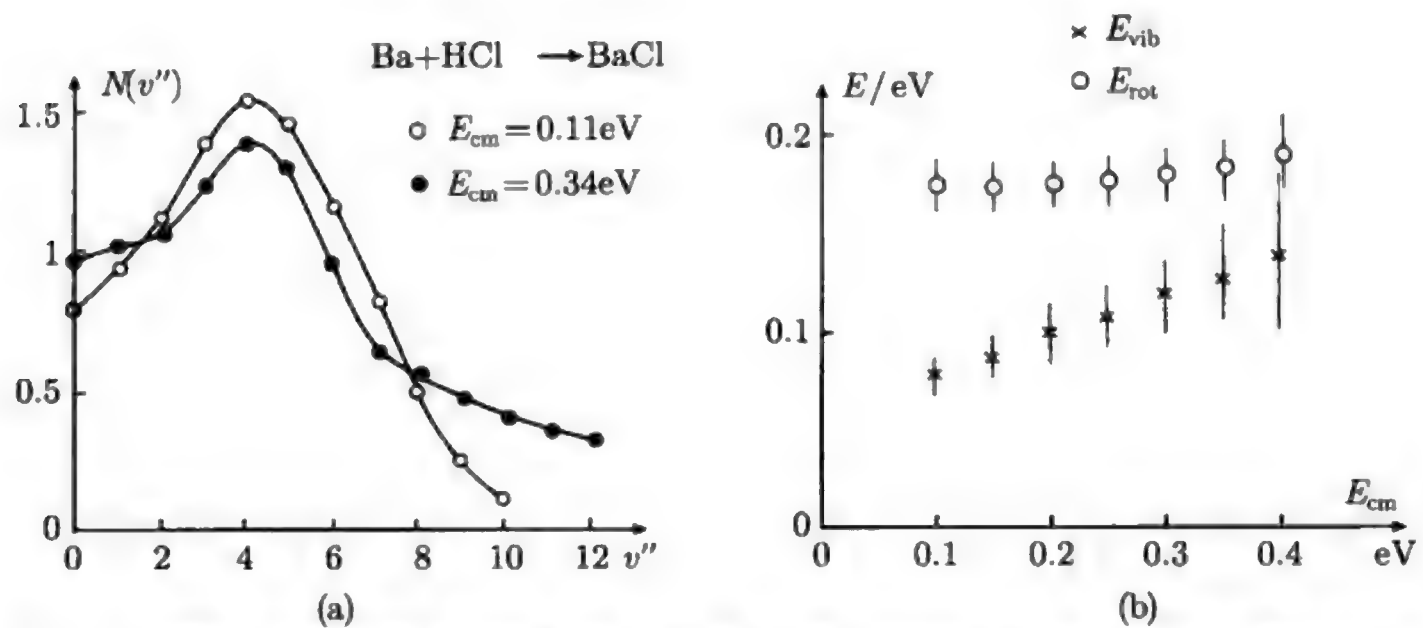 Ba+HCl →BaCl
N(v'')
○ E_cm=0.11eV
● E_cm=0.34eV
1.5
1
0.5
0
0 2 4 6 8 10 12 v''
(a)
× E_vib
○ E_rot
E/eV
0.2
0.1
0
E_cm
0 0.1 0.2 0.3 0.4 eV
(b)